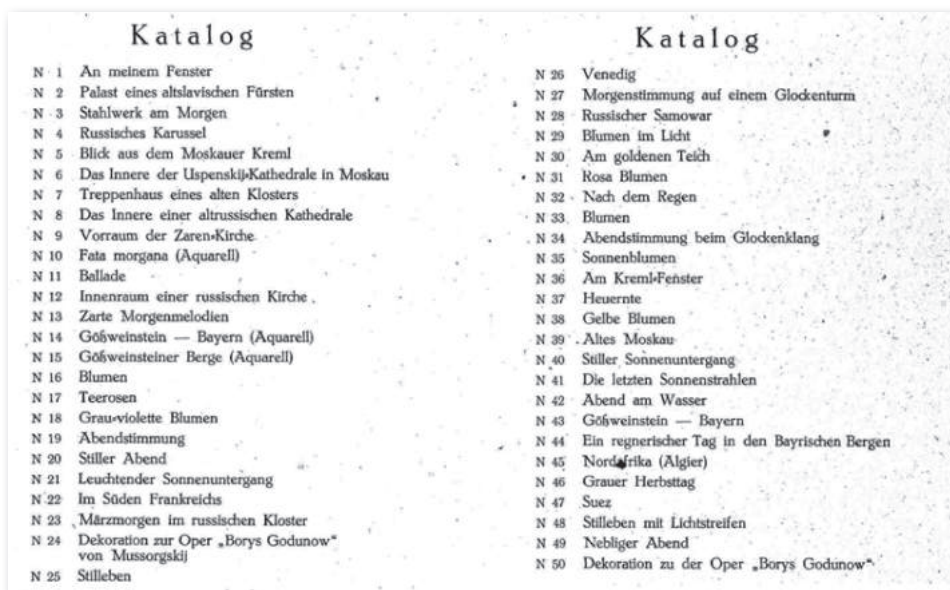 Katalog
N 1 An meinem Fenster
N 2 Palast eines altslavischen Fürsten
N 3 Stahlwerk am Morgen
N 4 Russisches Karussel
N 5 Blick aus dem Moskauer Kreml
N 6 Das Innere der Uspenskij-Kathedrale in Moskau
N 7 Treppenhaus eines alten Klosters
N 8 Das Innere einer altrussischen Kathedrale
N 9 Vorraum der Zaren-Kirche
N 10 Fata morgana (Aquarell)
N 11 Ballade
N 12 Innenraum einer russischen Kirche
N 13 Zarte Morgenmelodien
N 14 Gößweinstein — Bayern (Aquarell)
N 15 Gößweinsteiner Berge (Aquarell)
N 16 Blumen
N 17 Teerosen
N 18 Grau-violette Blumen
N 19 Abendstimmung
N 20 Stiller Abend
N 21 Leuchtender Sonnenuntergang
N 22 Im Süden Frankreichs
N 23 Märzmorgen im russischen Kloster
N 24 Dekoration zur Oper „Borys Godunow“
von Mussorgskij
N 25 Stilleben
Katalog
N 26 Venedig
N 27 Morgenstimmung auf einem Glockenturm
N 28 Russischer Samowar
N 29 Blumen im Licht
N 30 Am goldenen Teich
N 31 Rosa Blumen
N 32 Nach dem Regen
N 33 Blumen
N 34 Abendstimmung beim Glockenklang
N 35 Sonnenblumen
N 36 Am Kreml-Fenster
N 37 Heuernte
N 38 Gelbe Blumen
N 39 Altes Moskau
N 40 Stiller Sonnenuntergang
N 41 Die letzten Sonnenstrahlen
N 42 Abend am Wasser
N 43 Gößweinstein — Bayern
N 44 Ein regnerischer Tag in den Bayrischen Bergen
N 45 Nordafrika (Algier)
N 46 Grauer Herbsttag
N 47 Suez
N 48 Stilleben mit Lichtstreifen
N 49 Nebliger Abend
N 50 Dekoration zu der Oper „Borys Godunow“